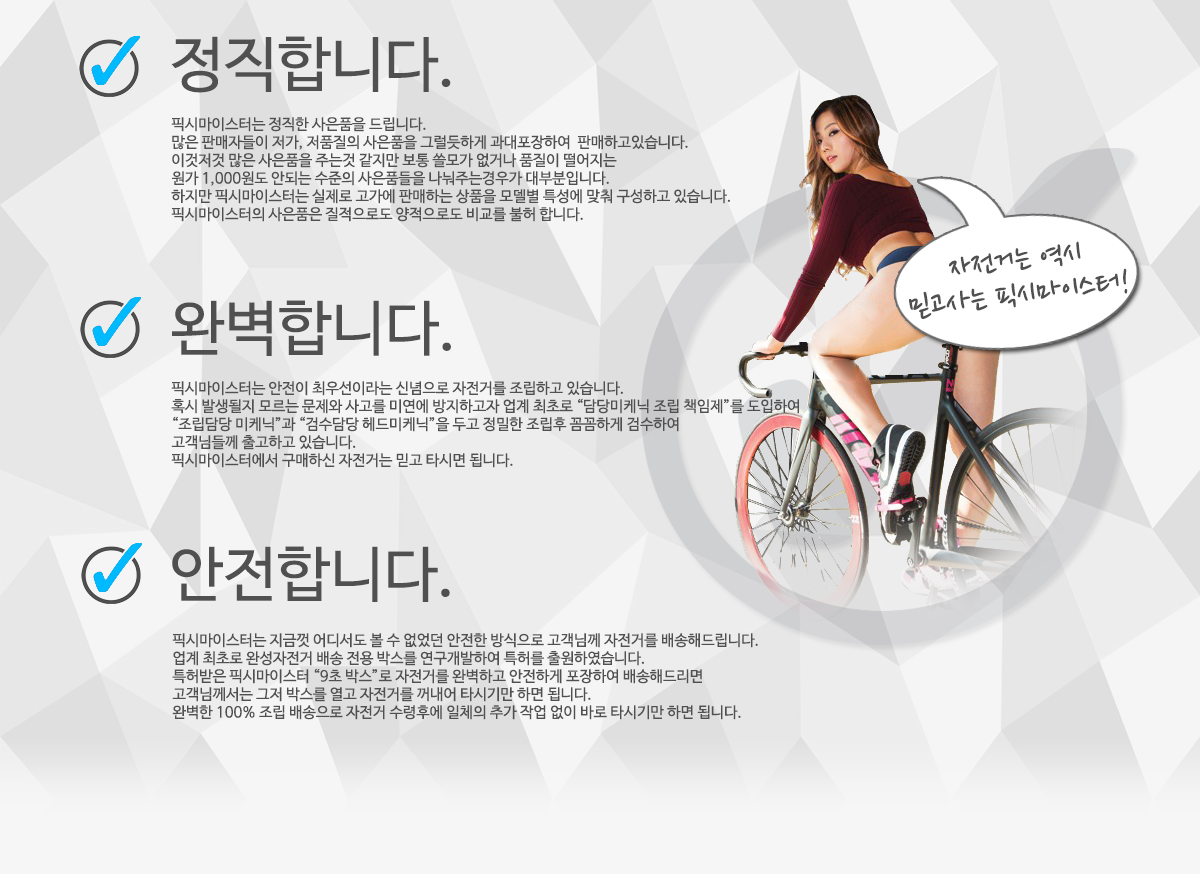 정직합니다.
픽시마이스터는 정직한 사은품을 드립니다.
많은 판매자들이 저가, 저품질의 사은품을 그럴듯하게 과대포장하여 판매하고있습니다.
이것저것 많은 사은품을 주는것 같지만 보통 쓸모가 없거나 품질이 떨어지는
원가 1,000원도 안되는 수준의 사은품들을 나눠주는경우가 대부분입니다.
하지만 픽시마이스터는 실제로 고가에 판매하는 상품을 모델별 특성에 맞춰 구성하고 있습니다.
픽시마이스터의 사은품은 질적으로도 양적으로도 비교를 불허 합니다.
자전거는 역시
믿고사는 픽시마이스터!
완벽합니다.
픽시마이스터는 안전이 최우선이라는 신념으로 자전거를 조립하고 있습니다.
혹시 발생될지 모르는 문제와 사고를 미연에 방지하고자 업계 최초로 “담당미케닉 조립 책임제”를 도입하여
“조립담당 미케닉”과 “검수담당 헤드미케닉”을 두고 정밀한 조립후 꼼꼼하게 검수하여
고객님들께 출고하고 있습니다.
픽시마이스터에서 구매하신 자전거는 믿고 타시면 됩니다.
안전합니다.
픽시마이스터는 지금껏 어디서도 볼 수 없었던 안전한 방식으로 고객님께 자전거를 배송해드립니다.
업계 최초로 완성자전거 배송 전용 박스를 연구개발하여 특허를 출원하였습니다.
특허받은 픽시마이스터 “9초 박스”로 자전거를 완벽하고 안전하게 포장하여 배송해드리면
고객님께서는 그저 박스를 열고 자전거를 꺼내어 타시기만 하면 됩니다.
완벽한 100% 조립 배송으로 자전거 수령후에 일체의 추가 작업 없이 바로 타시기만 하면 됩니다.